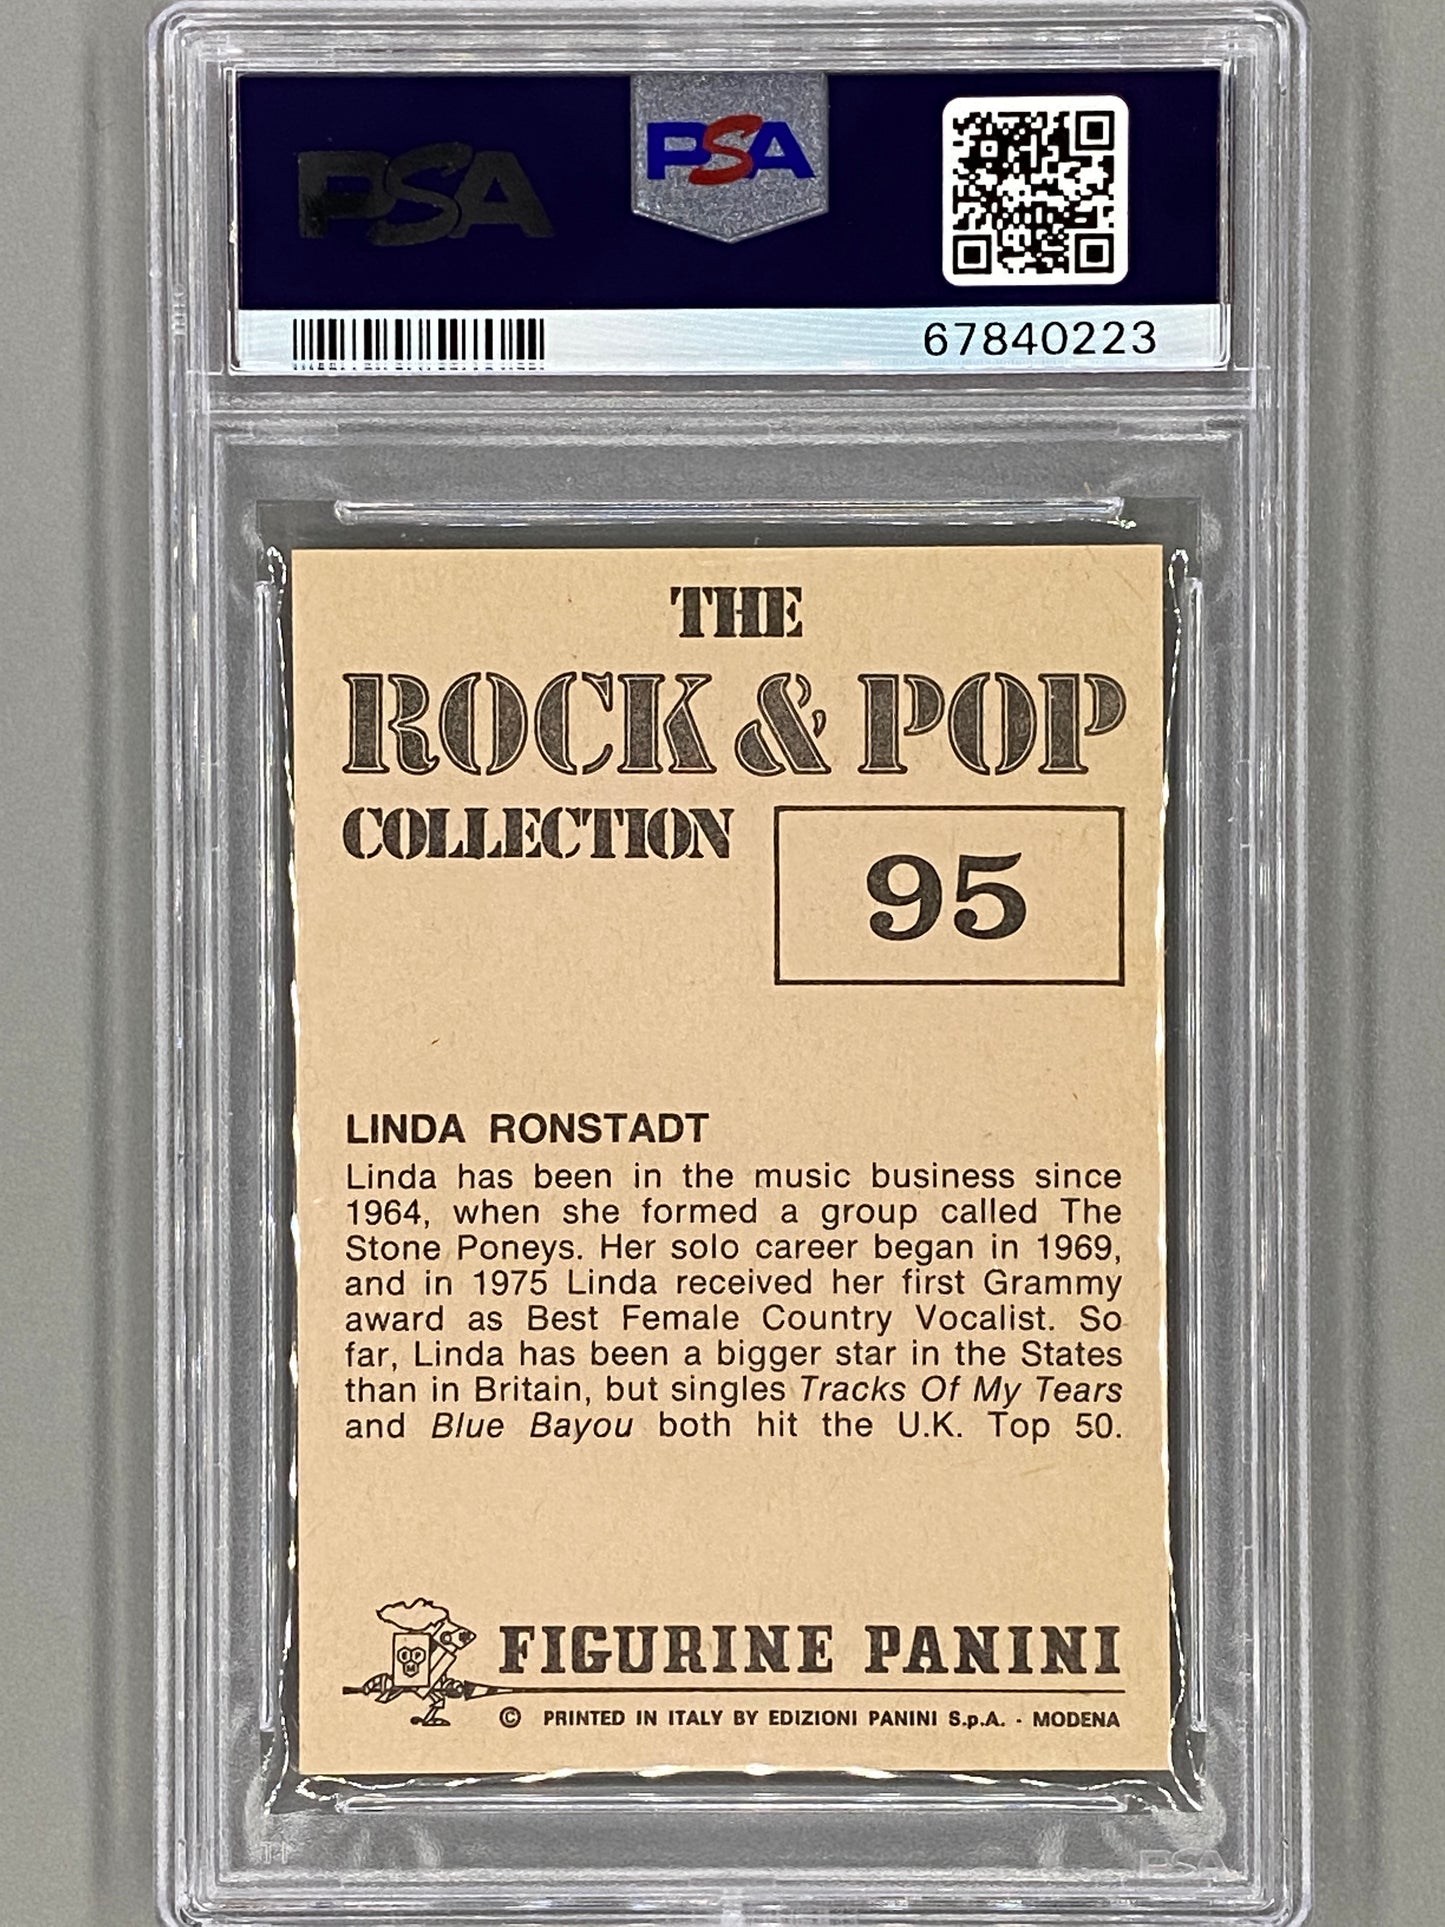 PSA PSA
67840223
THE
ROCK & POP
COLLECTION
95
LINDA RONSTADT
Linda has been in the music business since
1964, when she formed a group called The
Stone Poneys. Her solo career began in 1969,
and in 1975 Linda received her first Grammy
award as Best Female Country Vocalist. So
far, Linda has been a bigger star in the States
than in Britain, but singles Tracks Of My Tears
and Blue Bayou both hit the U.K. Top 50.
FIGURINE PANINI
© PRINTED IN ITALY BY EDIZIONI PANINI S.p.A. - MODENA
PSA